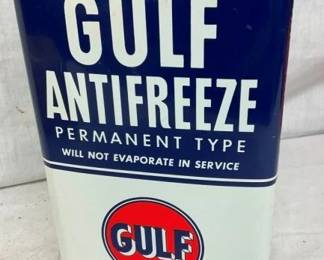 GULF
ANTIFREEZE
PERMANENT TYPE
WILL NOT EVAPORATE IN SERVICE
GULF